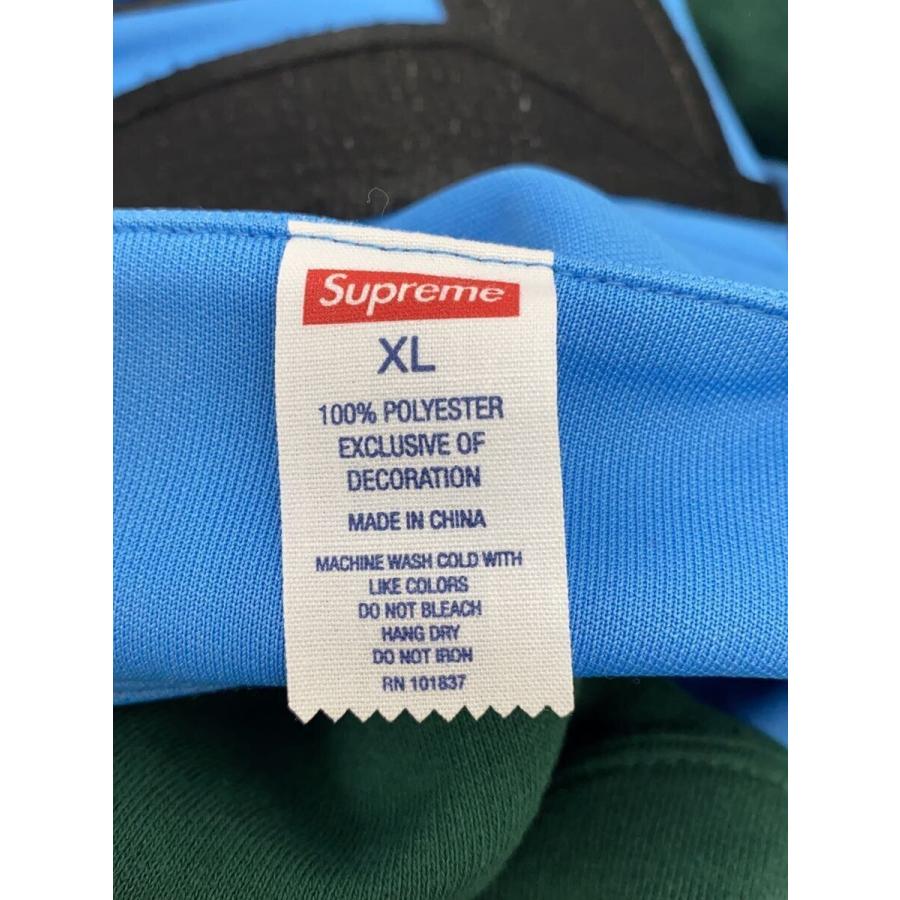 Supreme
XL
100% POLYESTER
EXCLUSIVE OF
DECORATION
MADE IN CHINA
MACHINE WASH COLD WITH
LIKE COLORS
DO NOT BLEACH
HANG DRY
DO NOT IRON
RN 101837